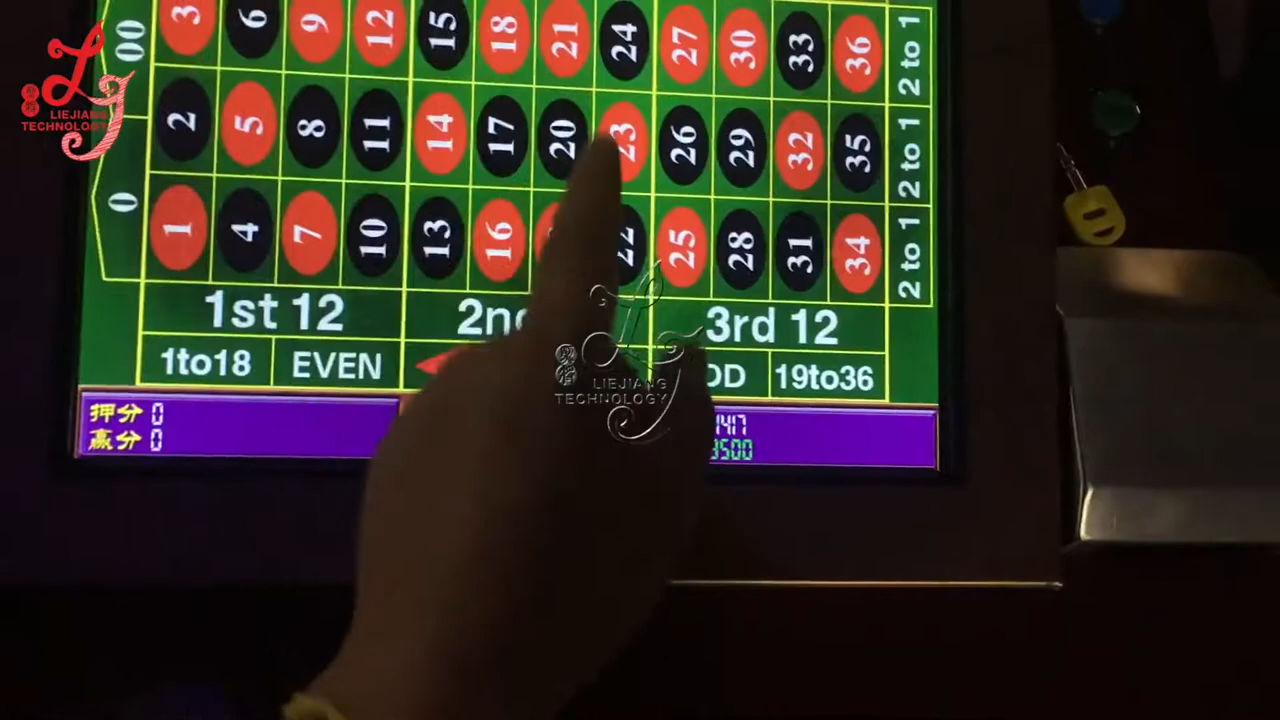 00 3 6 9 12 15 18 21 24 27 30 33 36 2 to 1
2 5 8 11 14 17 20 23 26 29 32 35 2 to 1
0 1 4 7 10 13 16 22 25 28 31 34 2 to 1
1st 12 3rd 12
1to18 EVEN 19to36
押分 0
赢分 0
LIEJIANG
TECHNOLOGY
LIEJIANG
TECHNOLOGY